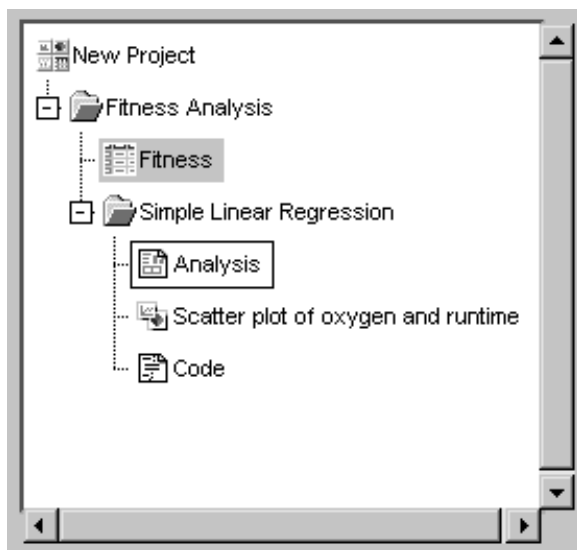 New Project
Fitness Analysis
Fitness
Simple Linear Regression
Analysis
Scatter plot of oxygen and runtime
Code